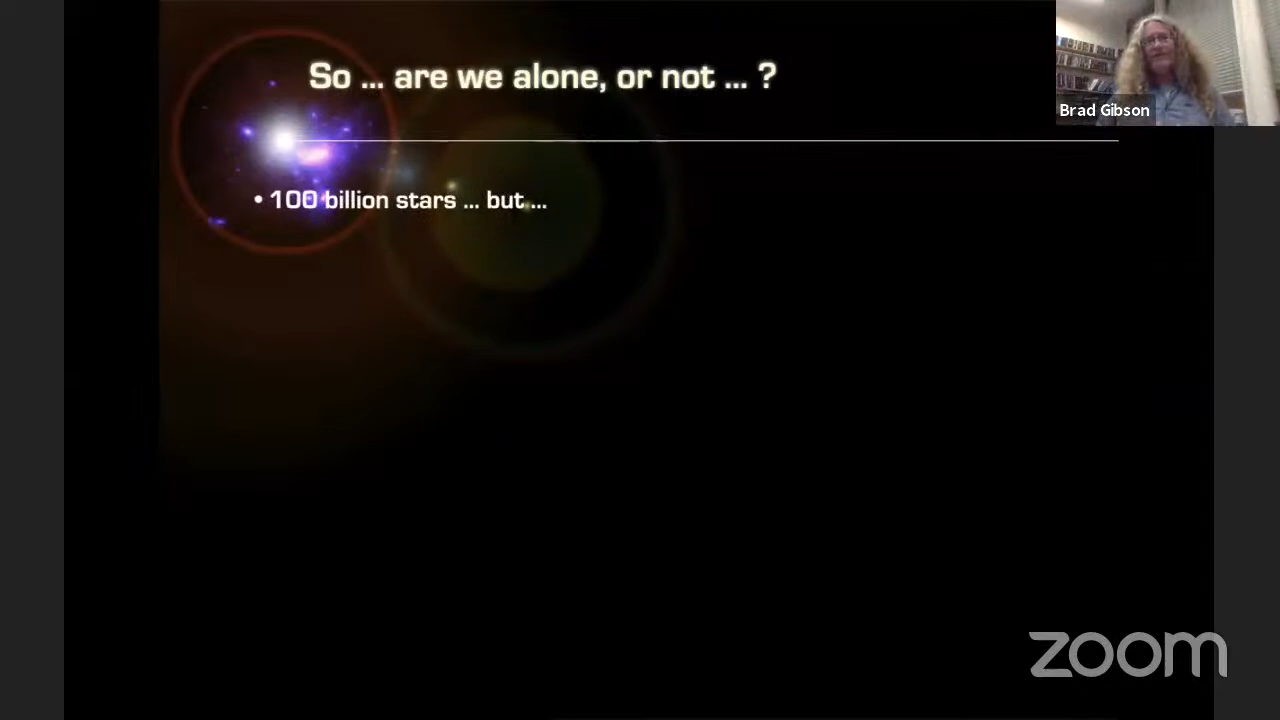 So ... are we alone, or not ... ?
Brad Gibson
• 100 billion stars ... but ...
zoom